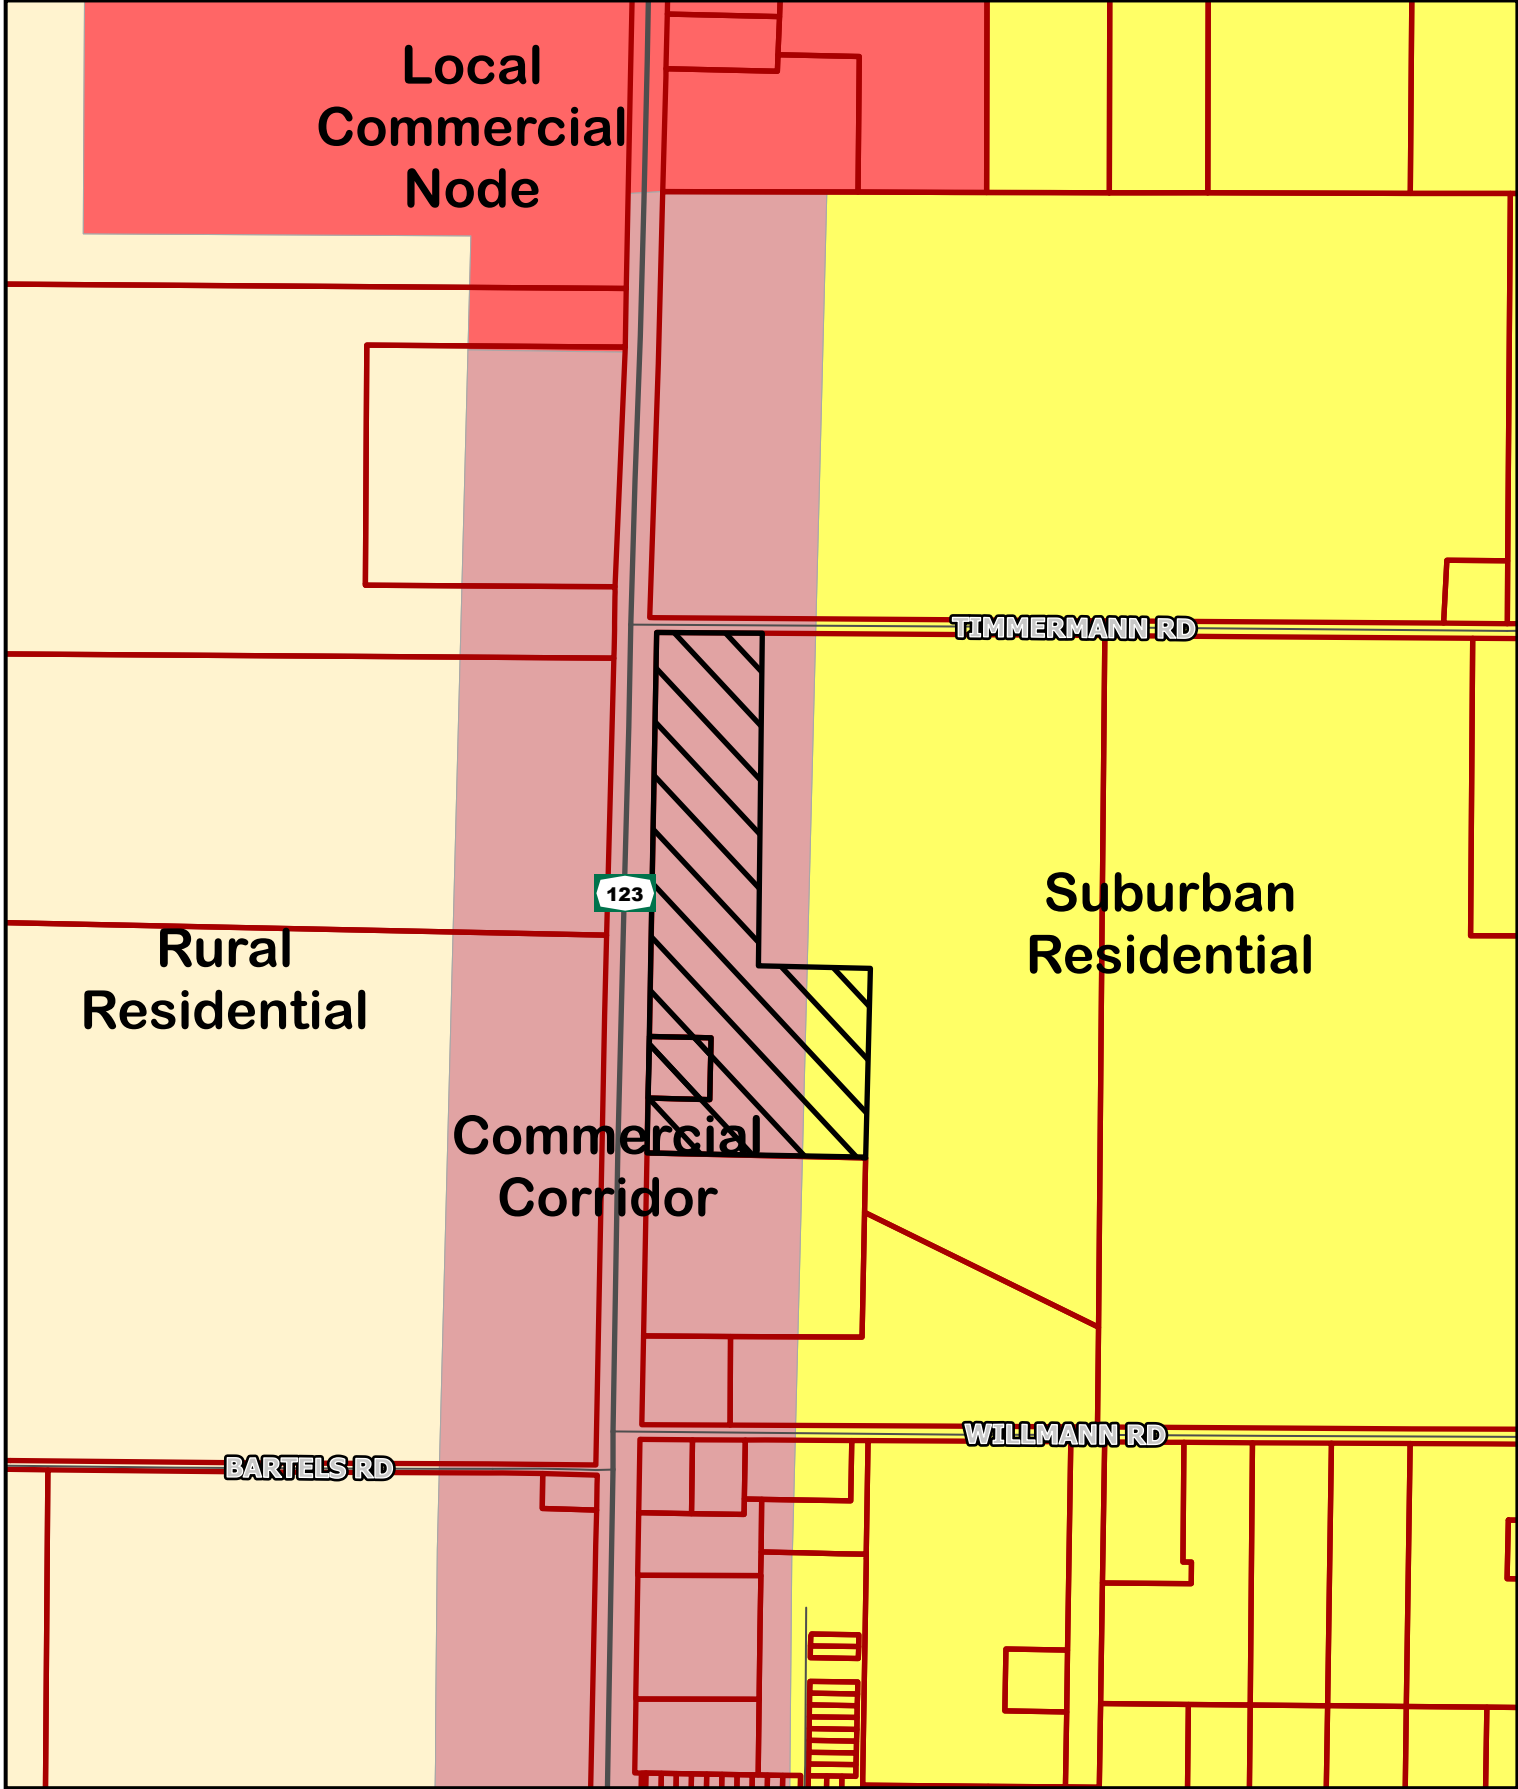 Local
Commercial
Node
TIMMERMANN RD
123
Suburban
Residential
Rural
Residential
Commercial
Corridor
WILLMANN RD
BARTELS RD